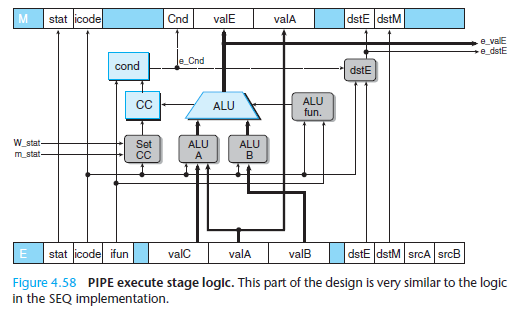 M stat icode Cnd valE valA dstE dstM
e_valE
e_dstE
e_Cnd
cond
dstE
CC
ALU
ALU
fun.
W_stat
m_stat
Set
CC
ALU
A
ALU
B
E stat icode ifun valC valA valB dstE dstM srcA srcB
Figure 4.58 PIPE execute stage logic. This part of the design is very similar to the logic
in the SEQ implementation.